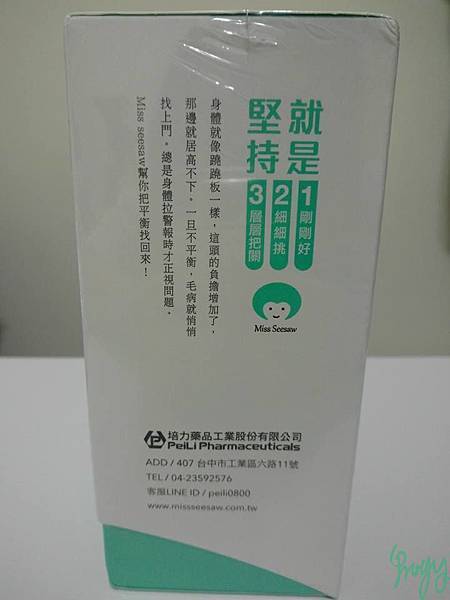 就是
堅持
1 剛剛好
2 細細挑
3 層層把關
Miss Seesaw
身體就像蹺蹺板一樣，這頭的負擔增加了，
那邊就居高不下。一旦不平衡，毛病就悄悄
找上門。總是身體拉警報時才正視問題，
Miss seesaw幫你把平衡找回來！
培力藥品工業股份有限公司
PeiLi Pharmaceuticals
ADD / 407 台中市工業區六路11號
TEL / 04-23592576
客服LINE ID / peili0800
www.missseesaw.com.tw